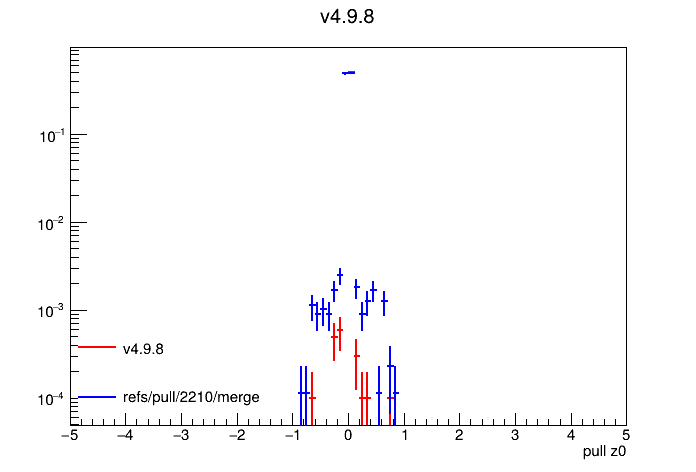 v4.9.8
10⁻¹
10⁻²
10⁻³
10⁻⁴
v4.9.8
refs/pull/2210/merge
−5 −4 −3 −2 −1 0 1 2 3 4 5
pull z0